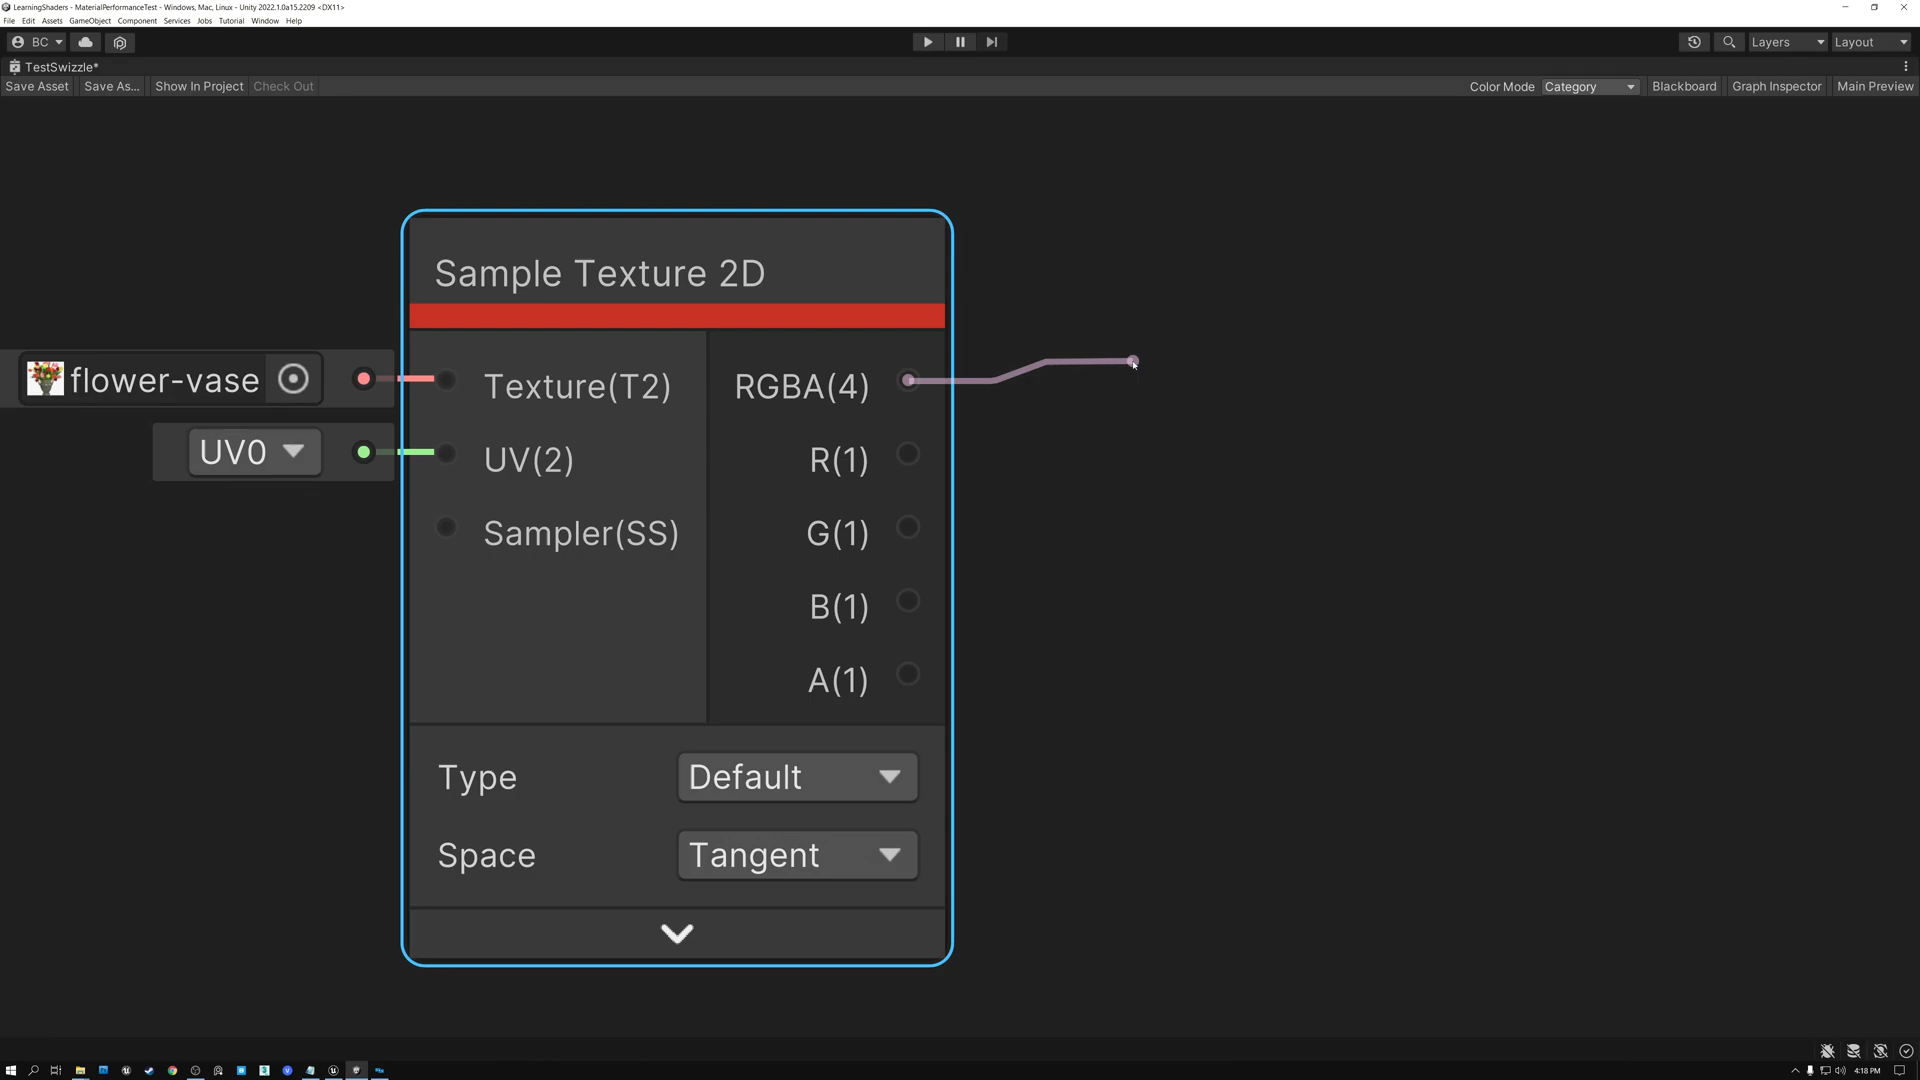 LearningShaders - MaterialPerformanceTest - Windows, Mac, Linux - Unity 2022.1.0a15.2209 <DX11>
File Edit Assets GameObject Component Services Jobs Tutorial Window Help
BC Layers Layout
TestSwizzle*
Save Asset Save As... Show In Project Check Out Color Mode Category Blackboard Graph Inspector Main Preview
Sample Texture 2D
flower-vase Texture(T2) RGBA(4)
UV0 UV(2) R(1)
Sampler(SS) G(1)
B(1)
A(1)
Type Default
Space Tangent
4:18 PM